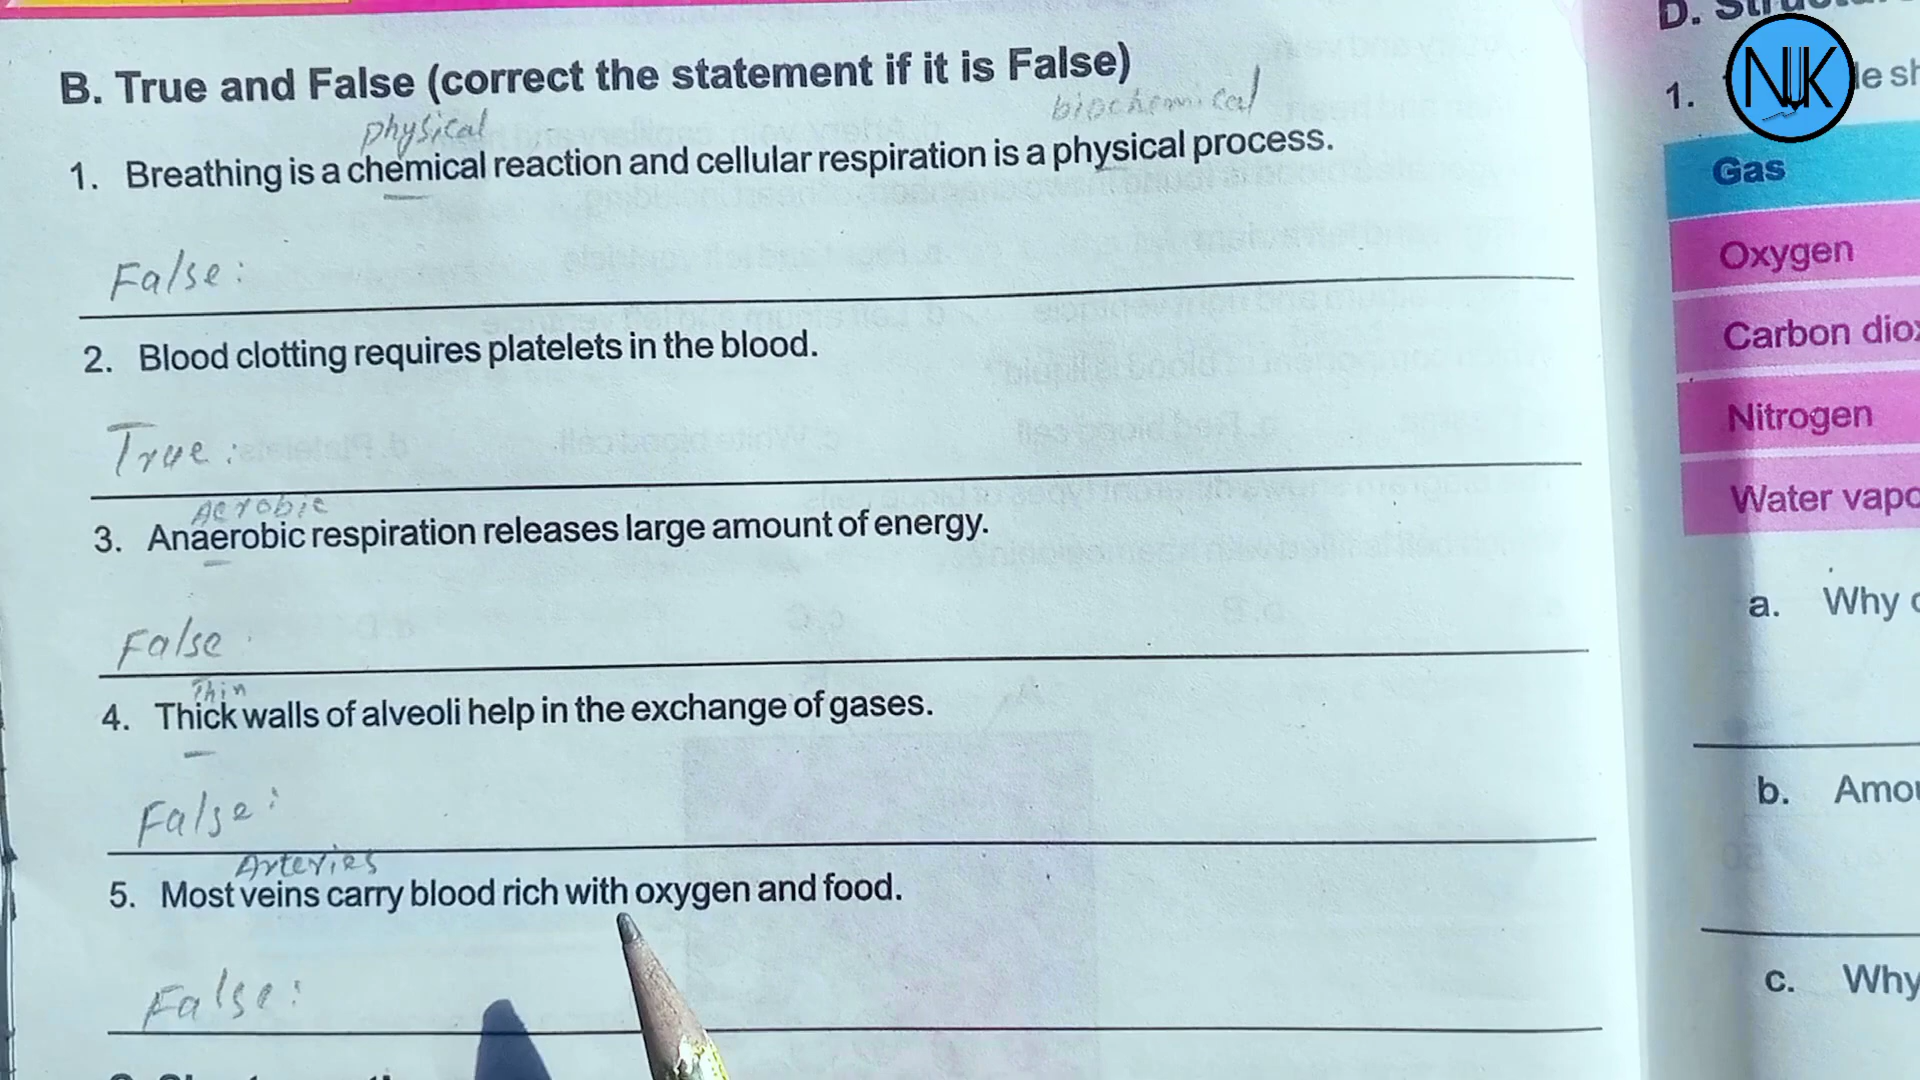 B. True and False (correct the statement if it is False)
physical
biochemical
1. Breathing is a chemical reaction and cellular respiration is a physical process.
False:
2. Blood clotting requires platelets in the blood.
True:
Aerobic
3. Anaerobic respiration releases large amount of energy.
False
Thin
4. Thick walls of alveoli help in the exchange of gases.
False:
Arteries
5. Most veins carry blood rich with oxygen and food.
False:
D.
NK
1.
Gas
Oxygen
Carbon
Nitrogen
Water
a. Why
b.
c. Why